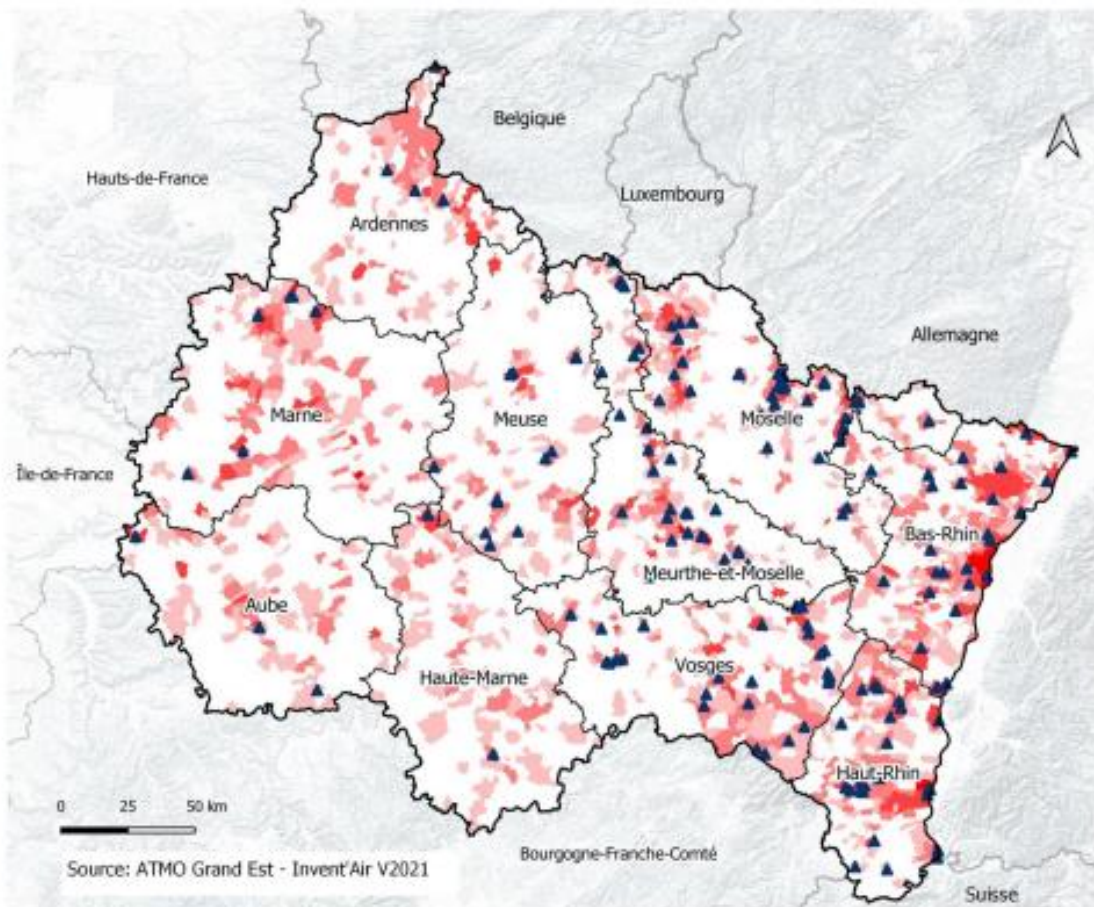 Belgique
Hauts-de-France
Luxembourg
Ardennes
Allemagne
Marne
Meuse
Moselle
Île-de-France
Bas-Rhin
Meurthe-et-Moselle
Aube
Vosges
Haute-Marne
Haut-Rhin
0 25 50 km
Bourgogne-Franche-Comté
Source: ATMO Grand Est - Invent'Air V2021
Suisse